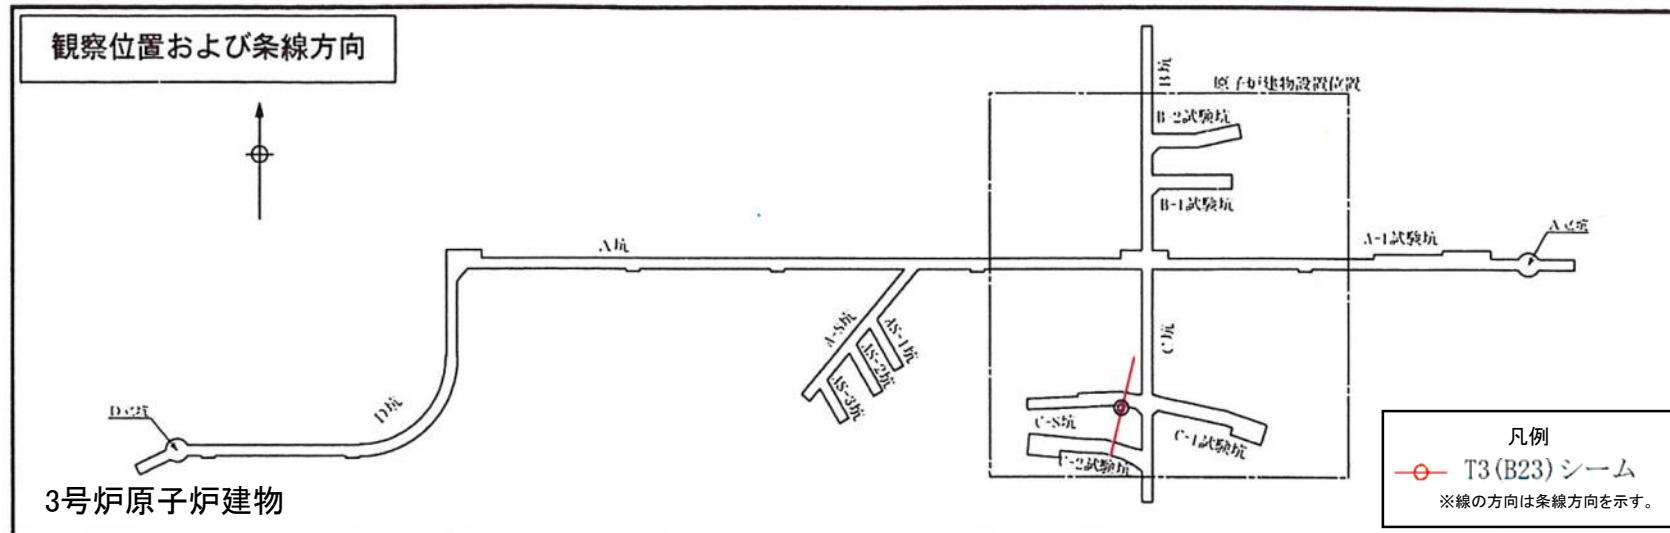 観察位置および条線方向
B坑
原子炉建物設置位置
B-2試験坑
B-1試験坑
A坑
A-1試験坑
A立坑
A-S坑
AS-1坑
AS-2坑
AS-3坑
C坑
D立坑
D坑
C-S坑
C-1試験坑
C-2試験坑
3号炉原子炉建物
凡例
T3(B23)シーム
※線の方向は条線方向を示す。